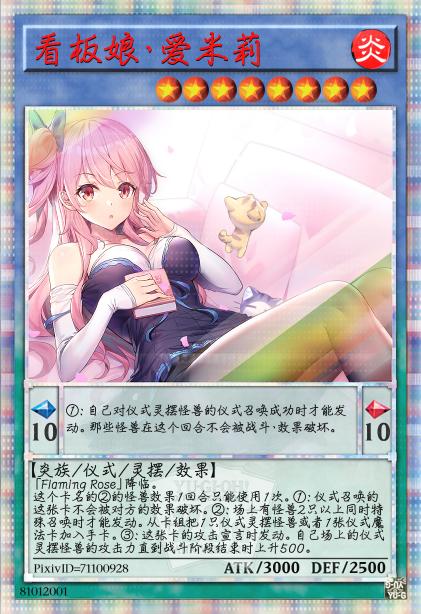 看板娘·爱米莉
炎
①:自己对仪式灵摆怪兽的仪式召唤成功时才能发
动。那些怪兽在这个回合不会被战斗·效果破坏。
10
10
【炎族/仪式/灵摆/效果】
「Flaming Rose」降临。
这个卡名的②的怪兽效果1回合只能使用1次。①:仪式召唤的
这张卡不会被对方的效果破坏。②:场上有怪兽2只以上同时特
殊召唤时才能发动。从卡组把1只仪式灵摆怪兽或者1张仪式魔
法卡加入手卡。③:这张卡的攻击宣言时发动。自己场上的仪式
灵摆怪兽的攻击力直到战斗阶段结束时上升500。
ATK/3000 DEF/2500
PixivID=71100928
81012001